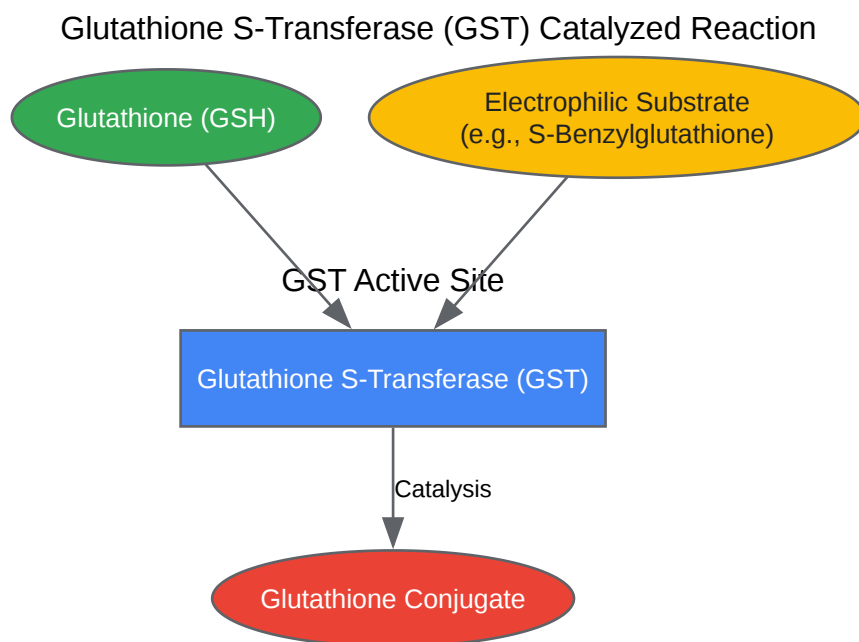 Glutathione S-Transferase (GST) Catalyzed Reaction
Glutathione (GSH)
Electrophilic Substrate
(e.g., S-Benzylglutathione)
GST Active Site
Glutathione S-Transferase (GST)
Catalysis
Glutathione Conjugate